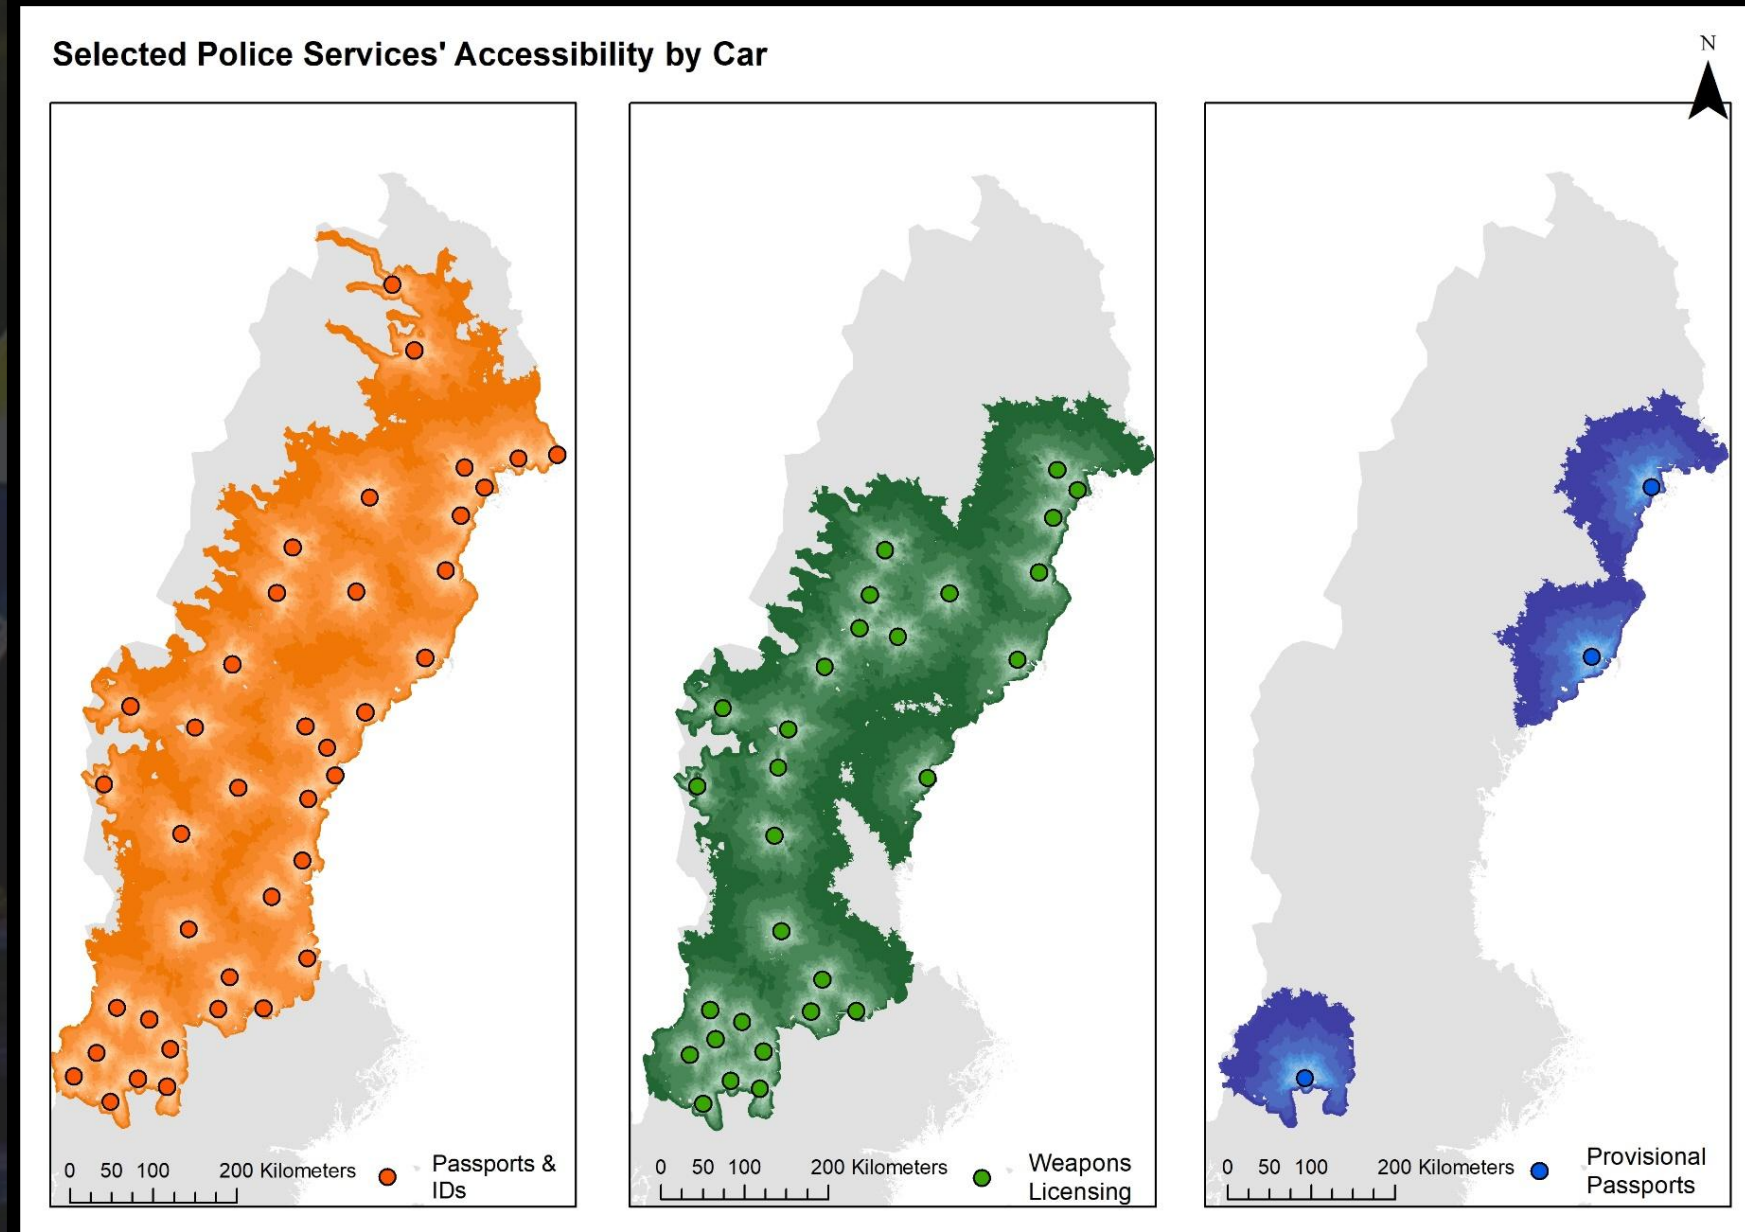 Selected Police Services' Accessibility by Car
N
0 50 100 200 Kilometers
Passports &
IDs
0 50 100 200 Kilometers
Weapons
Licensing
0 50 100 200 Kilometers
Provisional
Passports